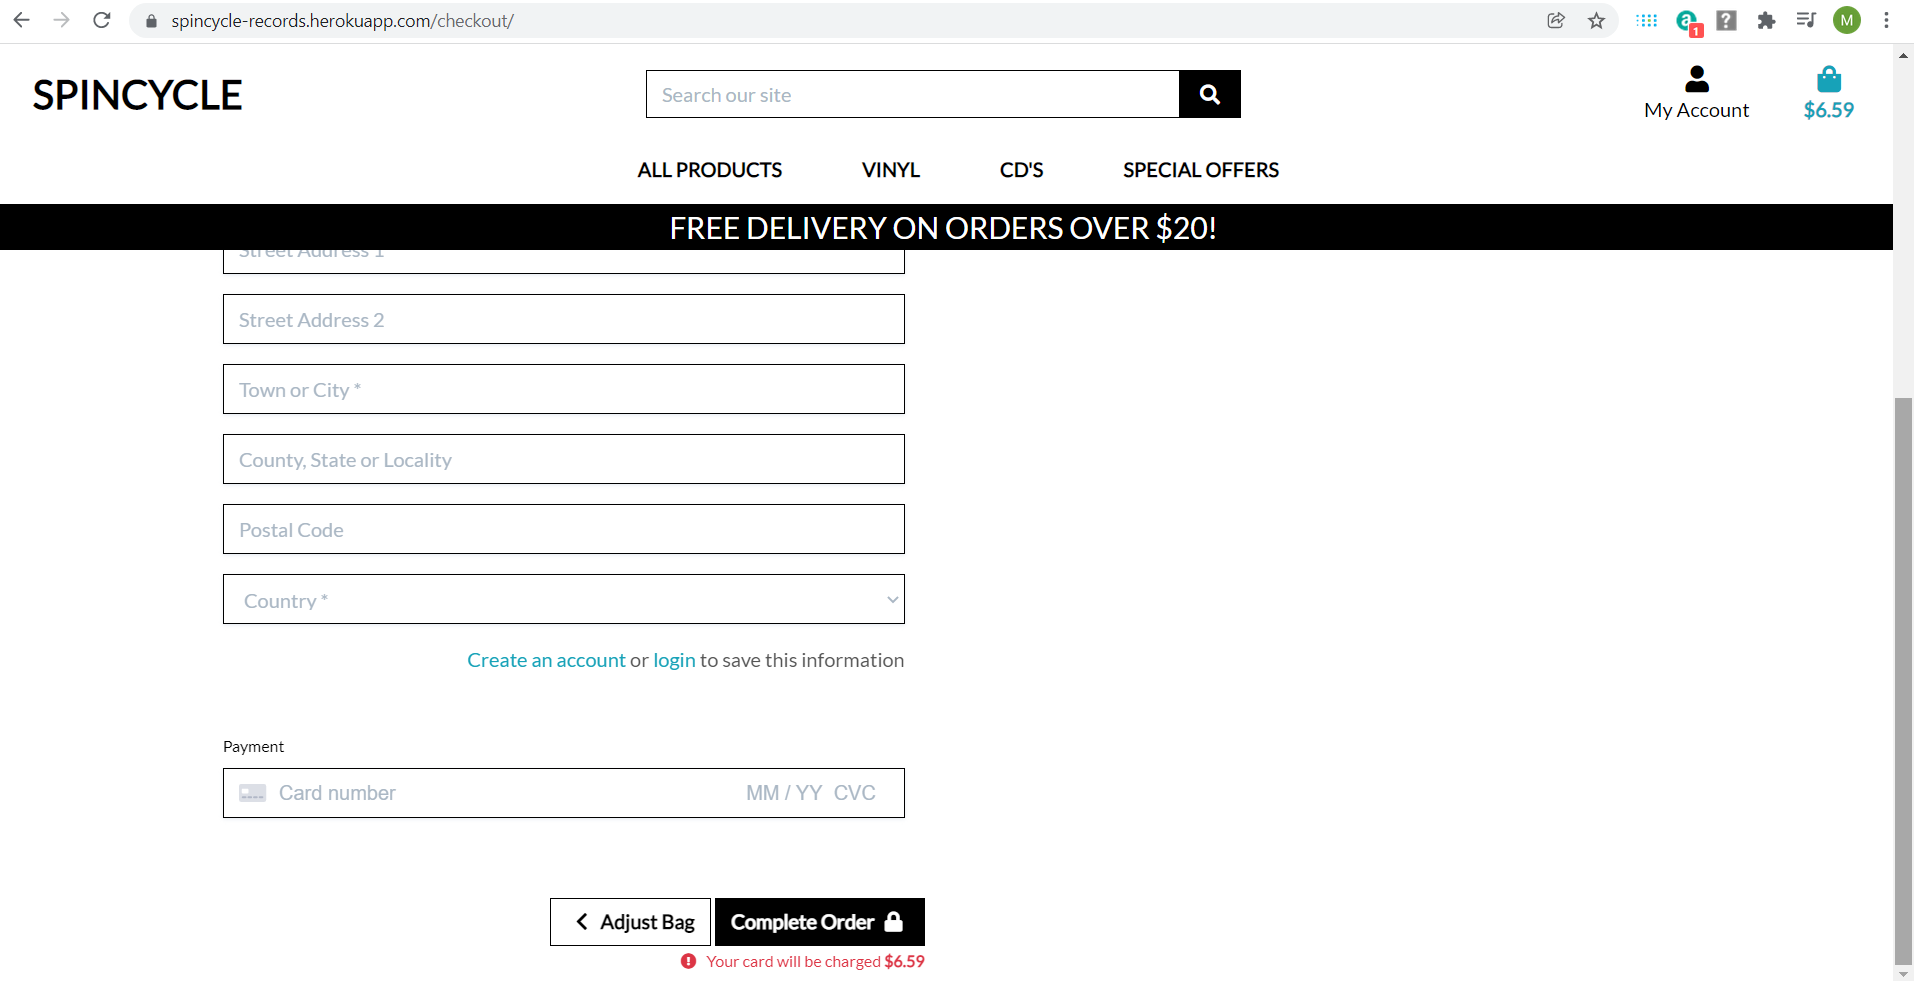 spincycle-records.herokuapp.com/checkout/
1
M
SPINCYCLE
Search our site
My Account
$6.59
ALL PRODUCTS VINYL CD'S SPECIAL OFFERS
FREE DELIVERY ON ORDERS OVER $20!
Street Address 1
Street Address 2
Town or City *
County, State or Locality
Postal Code
Country *
Create an account or login to save this information
Payment
Card number MM / YY CVC
Adjust Bag
Complete Order
Your card will be charged $6.59